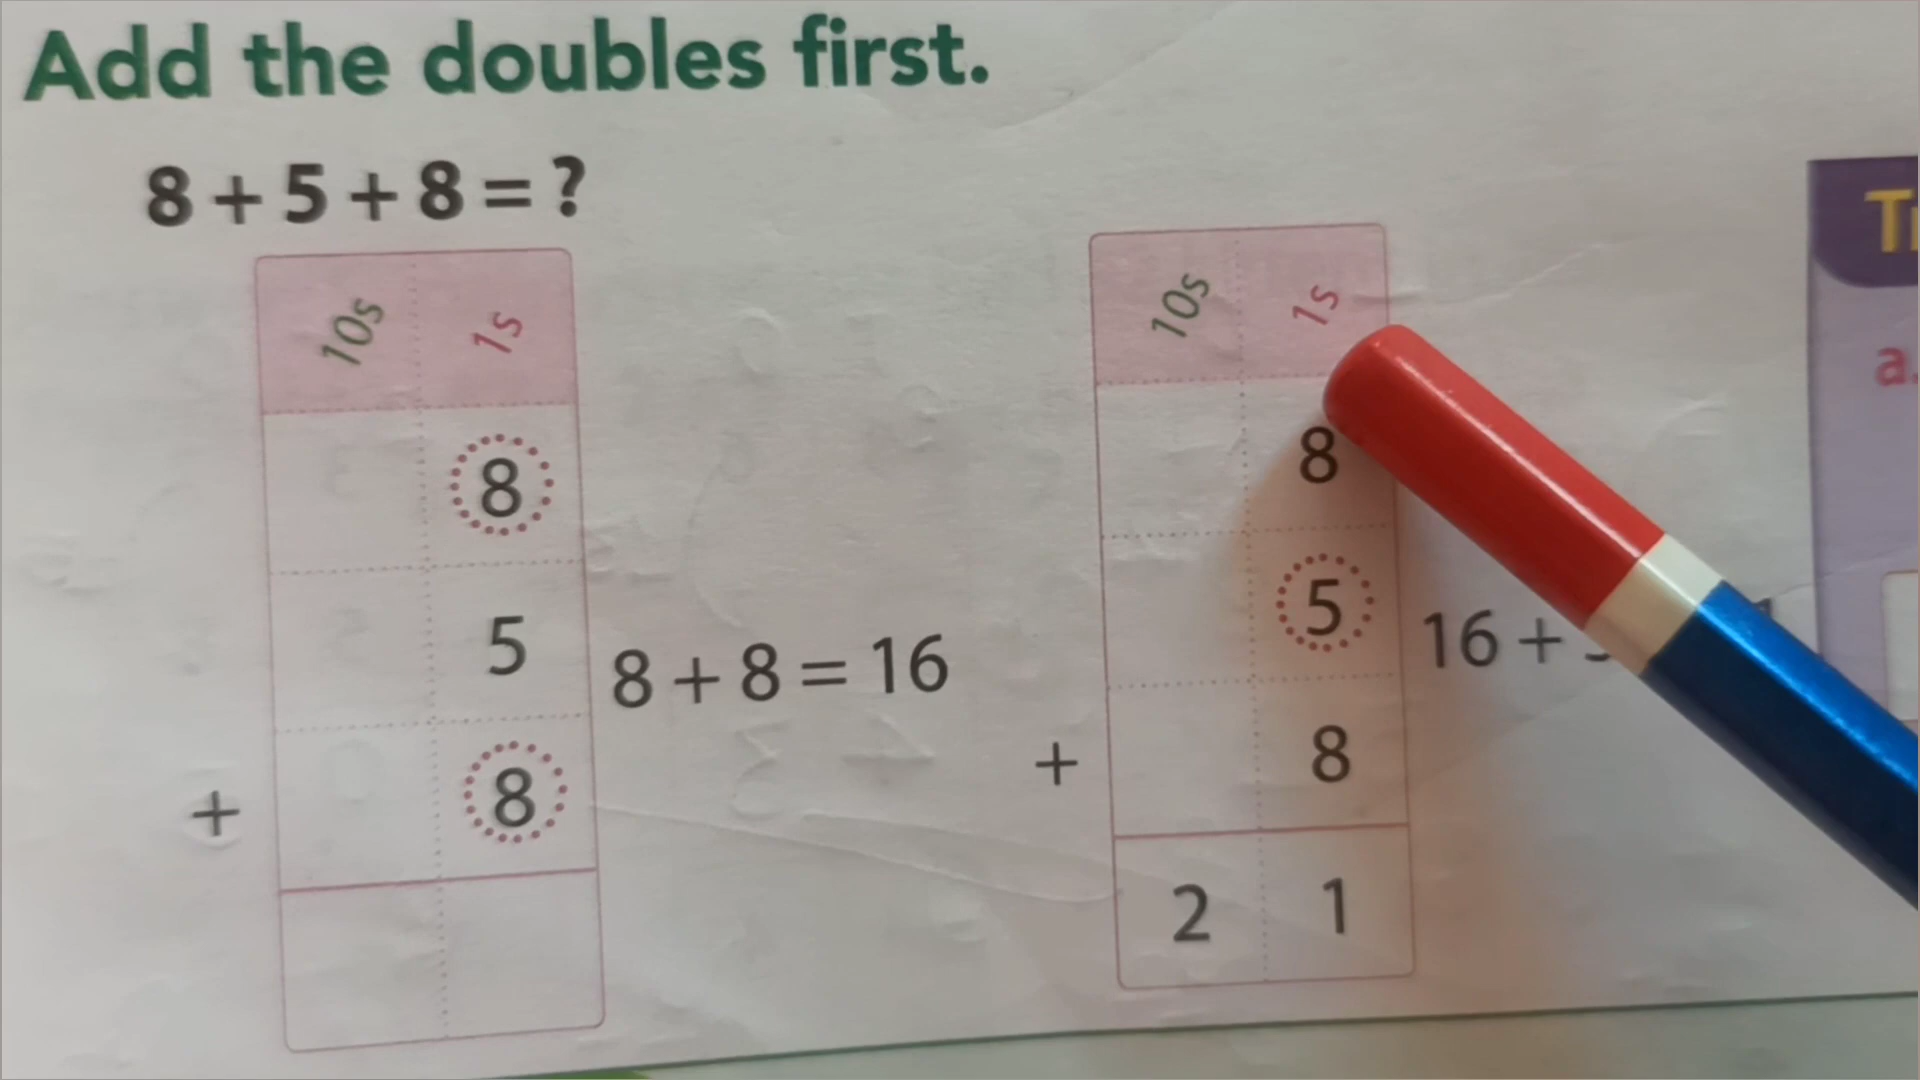 Add the doubles first.
8 + 5 + 8 = ?
10s 1s
8
5
+ 8
8 + 8 = 16
10s 1s
8
5
+ 8
2 1
16 +
a.